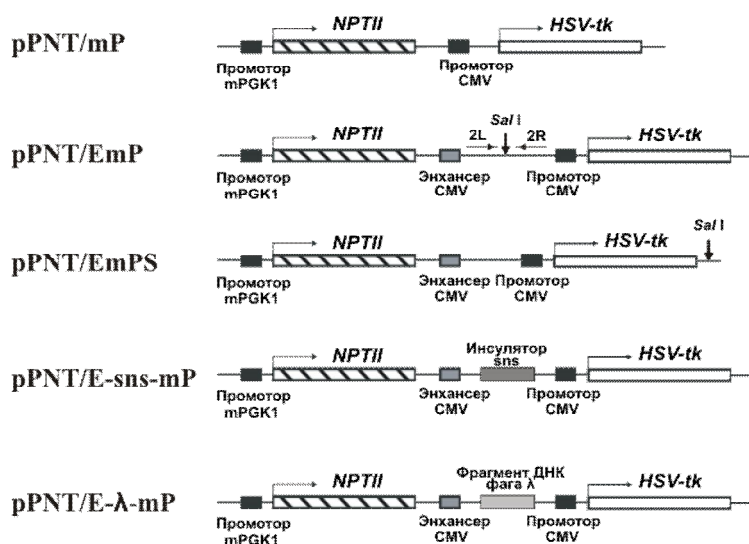 NPTII HSV-tk
pPNT/mP
Промотор Промотор
mPGK1 CMV
NPTII Sal I HSV-tk
2L 2R
pPNT/EmP
Промотор Энхансер Промотор
mPGK1 CMV CMV
NPTII HSV-tk Sal I
pPNT/EmPS
Промотор Энхансер Промотор
mPGK1 CMV CMV
NPTII Инсулятор HSV-tk
sns
pPNT/E-sns-mP
Промотор Энхансер Промотор
mPGK1 CMV CMV
NPTII Фрагмент ДНК HSV-tk
фага λ
pPNT/E-λ-mP
Промотор Энхансер Промотор
mPGK1 CMV CMV